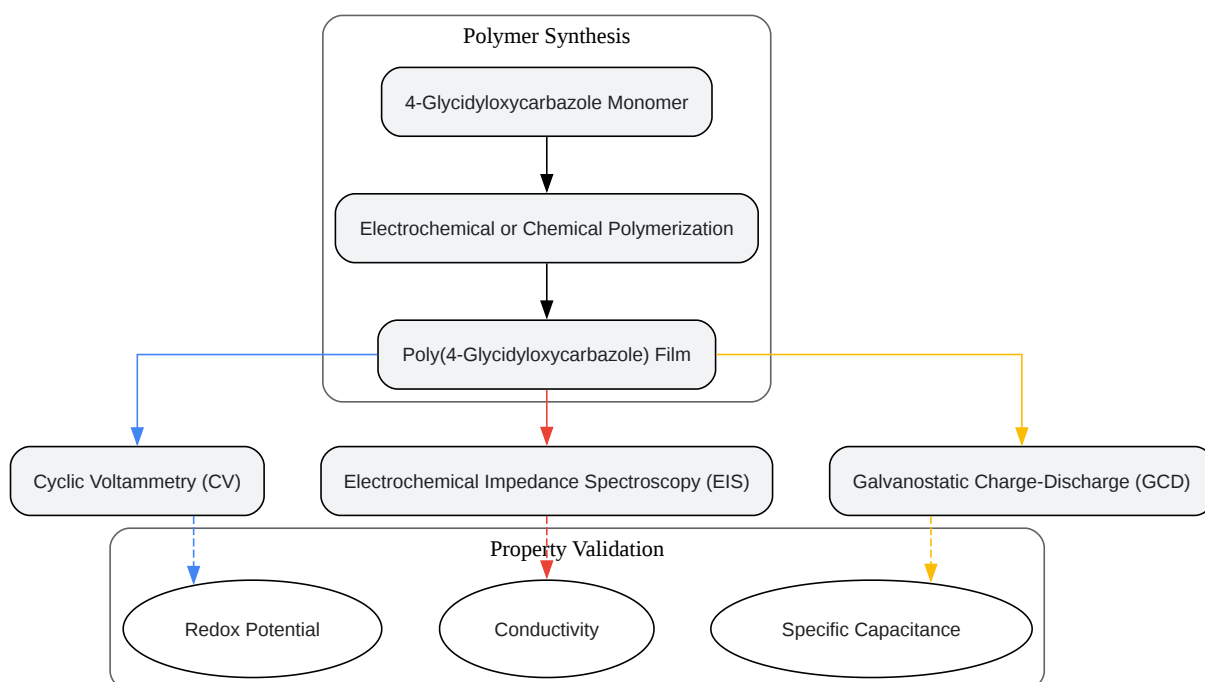 Polymer Synthesis
4-Glycidyloxycarbazole Monomer
Electrochemical or Chemical Polymerization
Poly(4-Glycidyloxycarbazole) Film
Cyclic Voltammetry (CV)
Electrochemical Impedance Spectroscopy (EIS)
Galvanostatic Charge-Discharge (GCD)
Property Validation
Redox Potential
Conductivity
Specific Capacitance